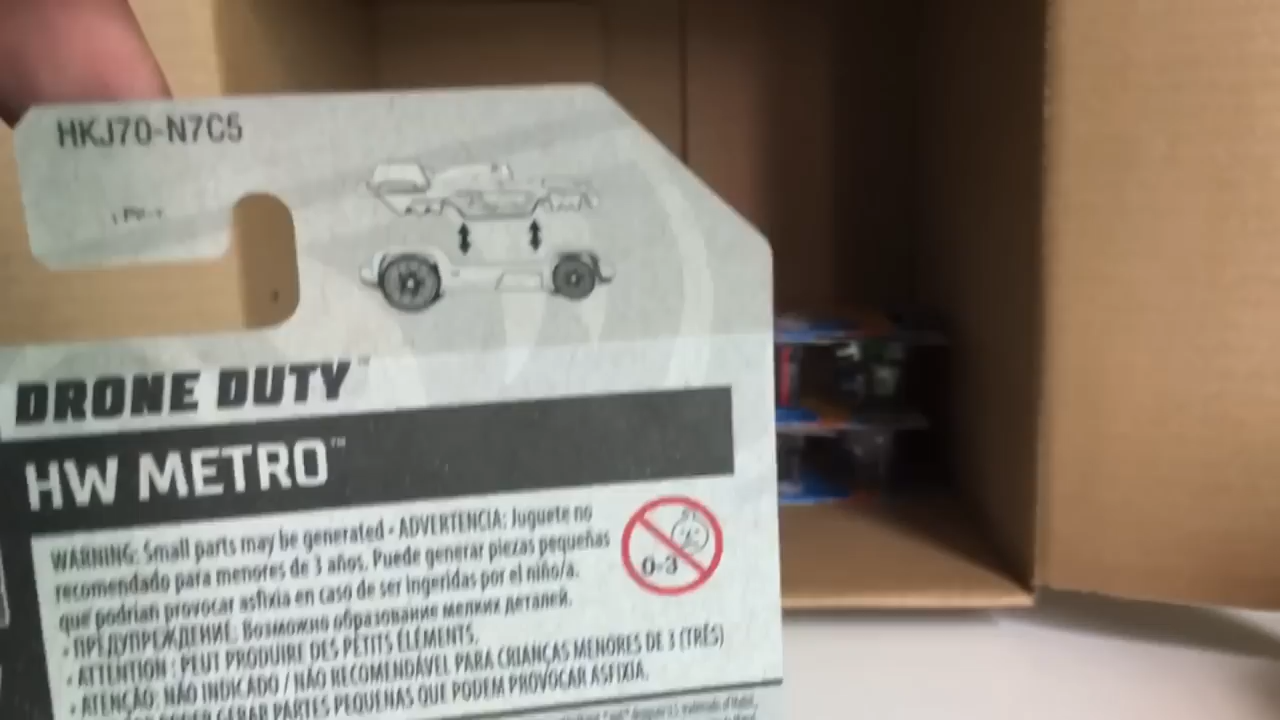 HKJ70-N7C5
DRONE DUTY™
HW METRO™
WARNING: Small parts may be generated - ADVERTENCIA: Juguete no
recomendado para menores de 3 años. Puede generar piezas pequeñas
que podrían provocar asfixia en caso de ser ingeridas por el niño/a.
0-3
- ПРЕДУПРЕЖДЕНИЕ: Возможно образование мелких деталей.
- ATTENTION : PEUT PRODUIRE DES PETITS ÉLÉMENTS.
- ATENÇÃO: NÃO INDICADO / NÃO RECOMENDÁVEL PARA CRIANÇAS MENORES DE 3 (TRÊS)
GERAR PARTES PEQUENAS QUE PODEM PROVOCAR ASFIXIA.